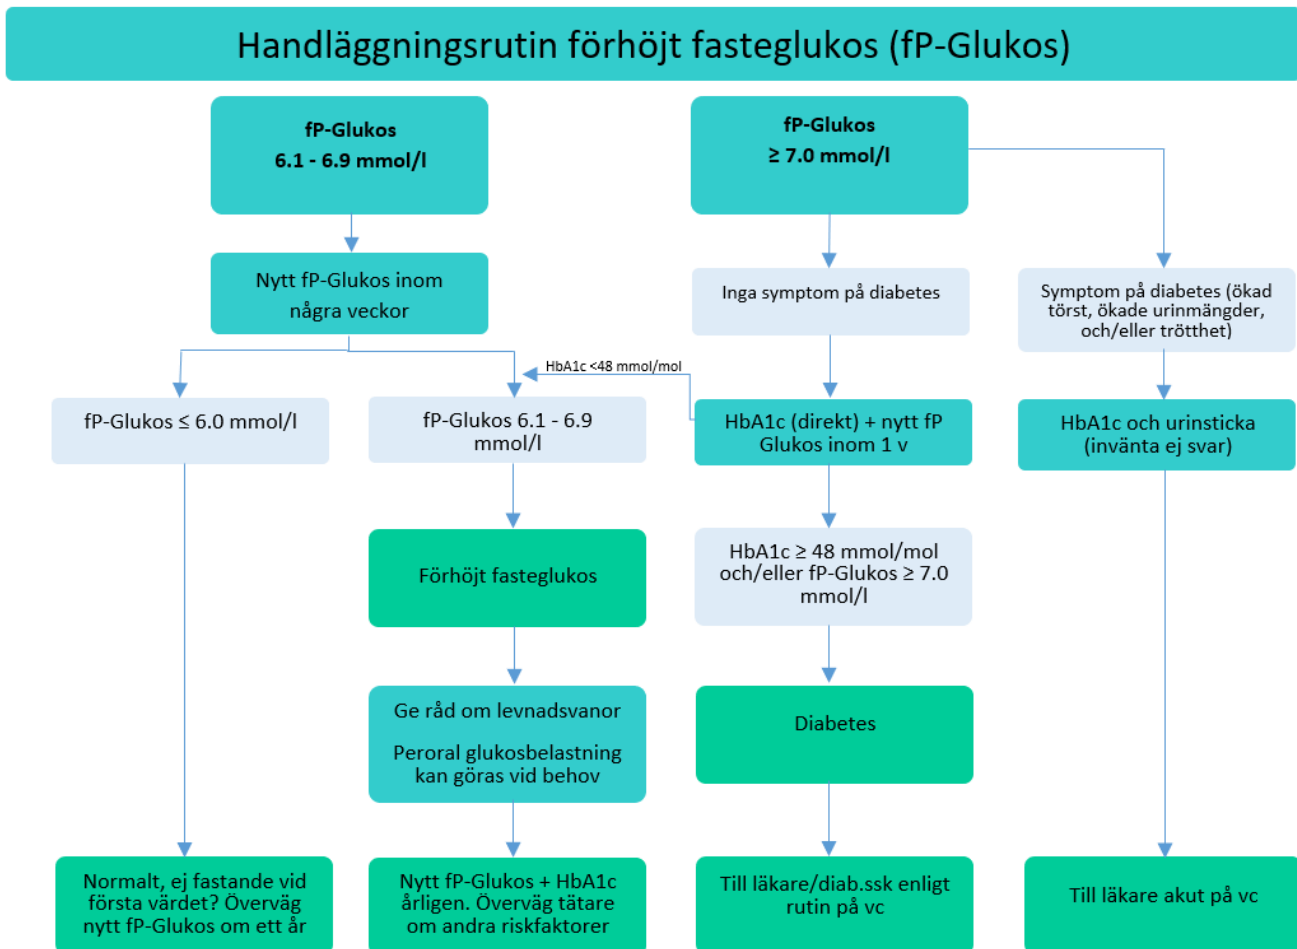 Handläggningsrutin förhöjt fasteglukos (fP-Glukos)
fP-Glukos
6.1 - 6.9 mmol/l
fP-Glukos
≥ 7.0 mmol/l
Nytt fP-Glukos inom
några veckor
Inga symptom på diabetes
Symptom på diabetes (ökad
törst, ökade urinmängder,
och/eller trötthet)
HbA1c <48 mmol/mol
fP-Glukos ≤ 6.0 mmol/l
fP-Glukos 6.1 - 6.9
mmol/l
HbA1c (direkt) + nytt fP
Glukos inom 1 v
HbA1c och urinsticka
(invänta ej svar)
Förhöjt fasteglukos
HbA1c ≥ 48 mmol/mol
och/eller fP-Glukos ≥ 7.0
mmol/l
Ge råd om levnadsvanor
Peroral glukosbelastning
kan göras vid behov
Diabetes
Normalt, ej fastande vid
första värdet? Överväg
nytt fP-Glukos om ett år
Nytt fP-Glukos + HbA1c
årligen. Överväg tätare
om andra riskfaktorer
Till läkare/diab.ssk enligt
rutin på vc
Till läkare akut på vc